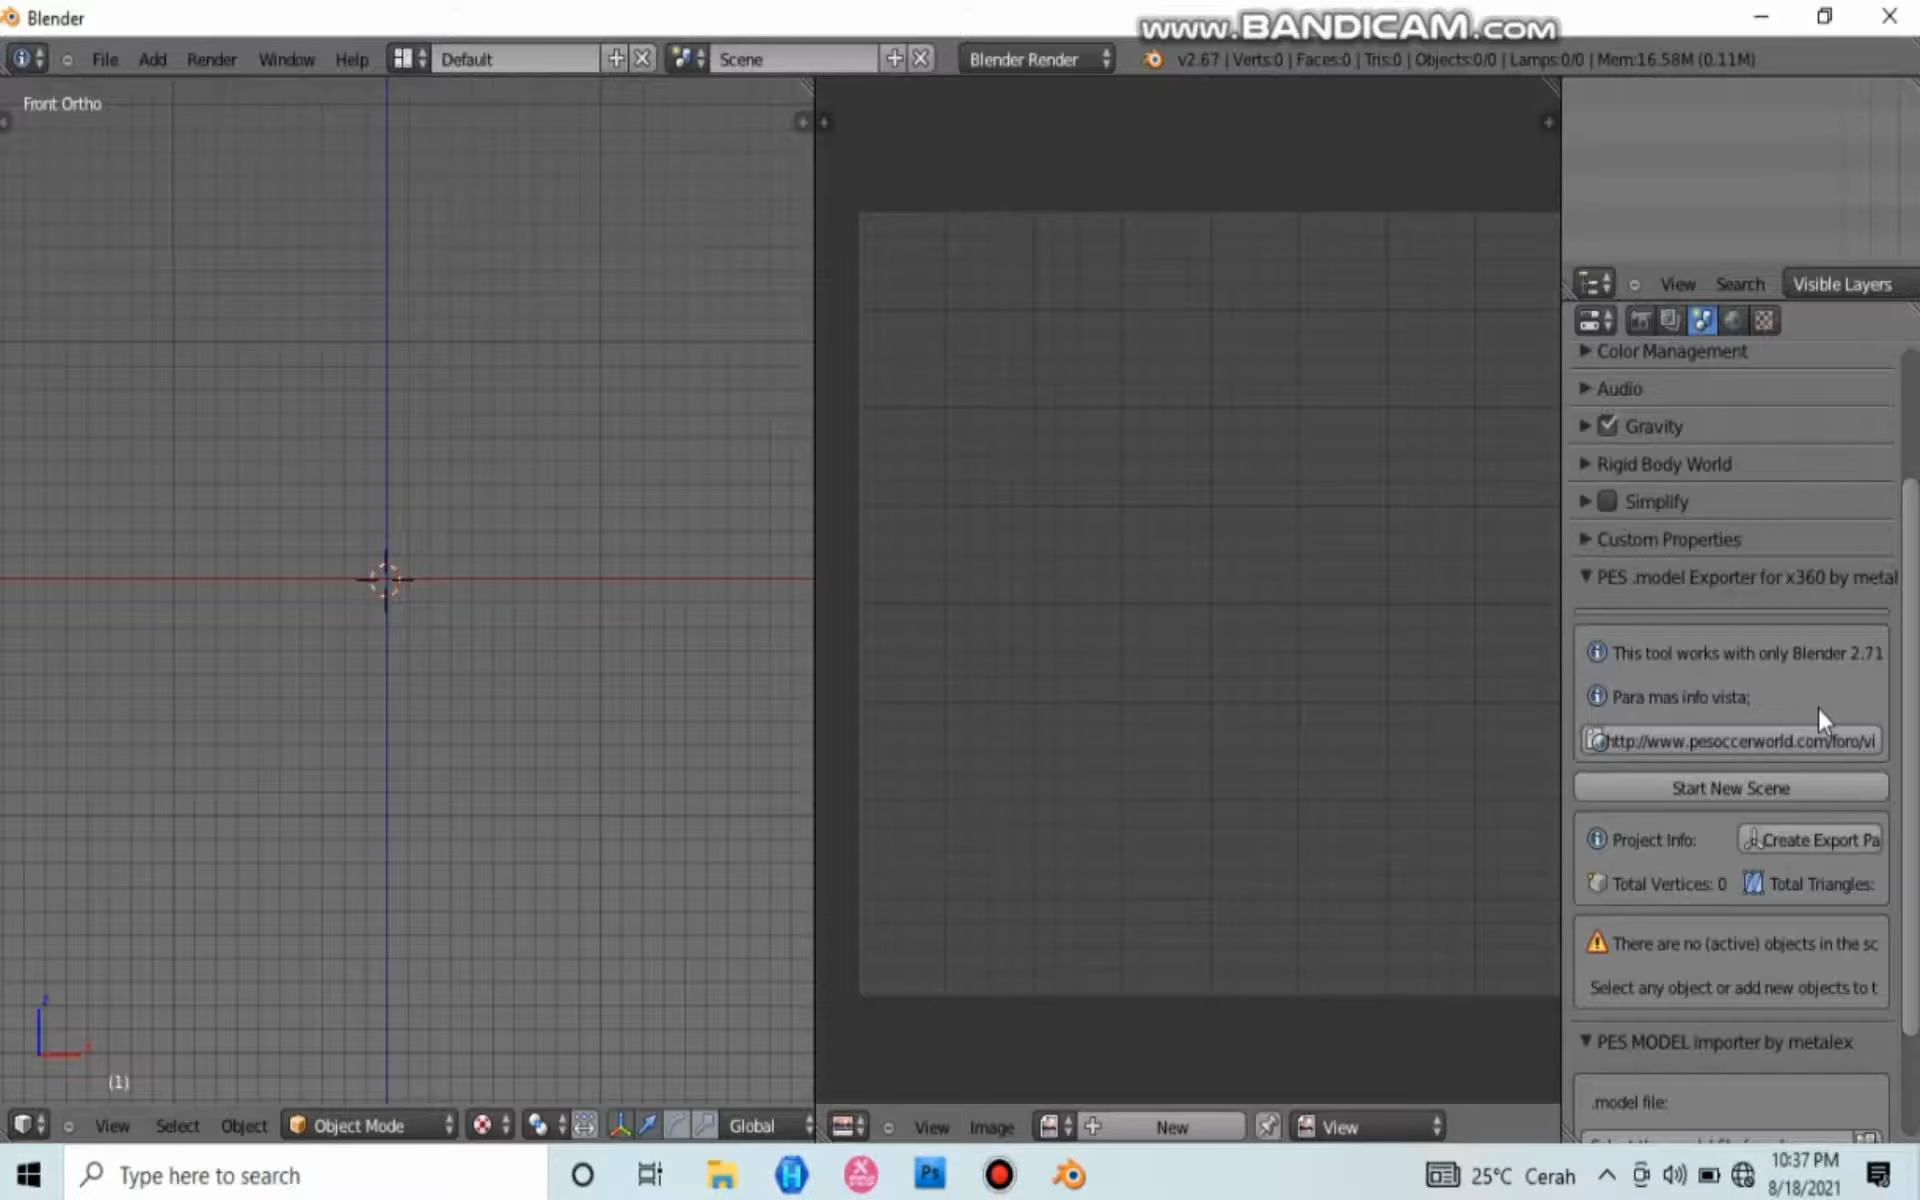 Blender
www.BANDICAM.com
File Add Render Window Help
Default
Scene
Blender Render
v2.67 | Verts:0 | Faces:0 | Tris:0 | Objects:0/0 | Lamps:0/0 | Mem:16.58M (0.11M)
Front Ortho
View Search Visible Layers
Color Management
Audio
Gravity
Rigid Body World
Simplify
Custom Properties
PES .model Exporter for x360 by metal
This tool works with only Blender 2.71
Para mas info vista;
http://www.pesoccerworld.com/foro/vi
Start New Scene
Project Info: Create Export Pa
Total Vertices: 0 Total Triangles:
There are no (active) objects in the sc
Select any object or add new objects to t
PES MODEL importer by metalex
.model file:
z
x
(1)
View Select Object Object Mode Global
View Image New View
Type here to search
Ps
25°C Cerah
10:37 PM
8/18/2021